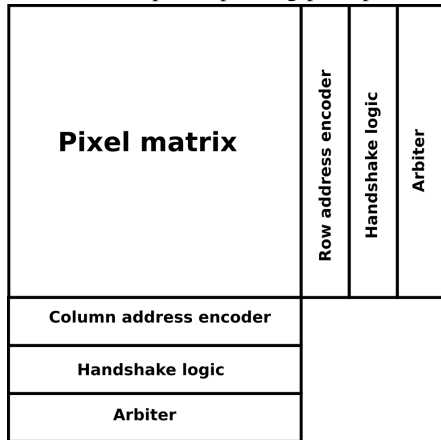 Pixel matrix
Row address encoder
Handshake logic
Arbiter
Column address encoder
Handshake logic
Arbiter